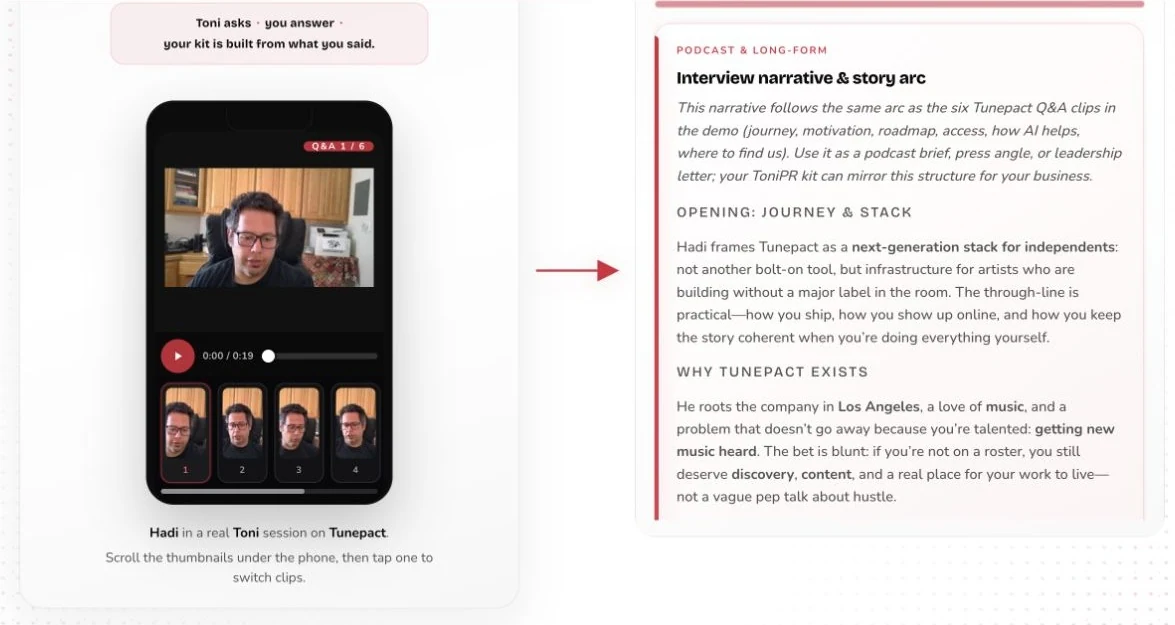 Toni asks · you answer ·
your kit is built from what you said.
Q&A 1 / 6
0:00 / 0:19
1
2
3
4
Hadi in a real Toni session on Tunepact.
Scroll the thumbnails under the phone, then tap one to
switch clips.
PODCAST & LONG-FORM
Interview narrative & story arc
This narrative follows the same arc as the six Tunepact Q&A clips in
the demo (journey, motivation, roadmap, access, how AI helps,
where to find us). Use it as a podcast brief, press angle, or leadership
letter; your ToniPR kit can mirror this structure for your business.
OPENING: JOURNEY & STACK
Hadi frames Tunepact as a next-generation stack for independents:
not another bolt-on tool, but infrastructure for artists who are
building without a major label in the room. The through-line is
practical—how you ship, how you show up online, and how you keep
the story coherent when you're doing everything yourself.
WHY TUNEPACT EXISTS
He roots the company in Los Angeles, a love of music, and a
problem that doesn't go away because you're talented: getting new
music heard. The bet is blunt: if you're not on a roster, you still
deserve discovery, content, and a real place for your work to live—
not a vague pep talk about hustle.